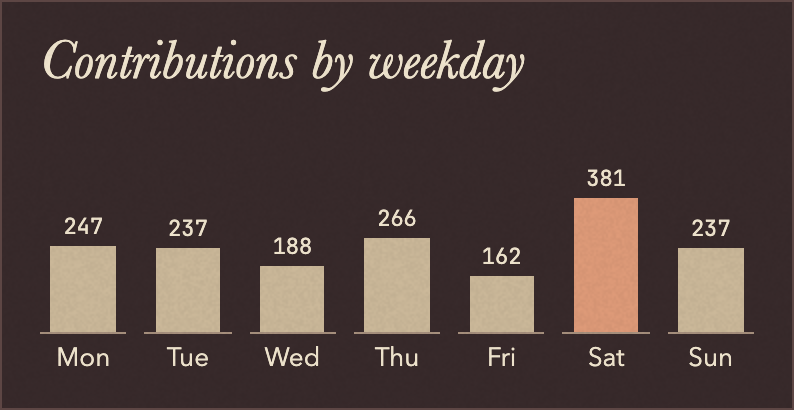 Contributions by weekday
381
266
247
237
237
188
162
Mon
Tue
Wed
Thu
Fri
Sat
Sun